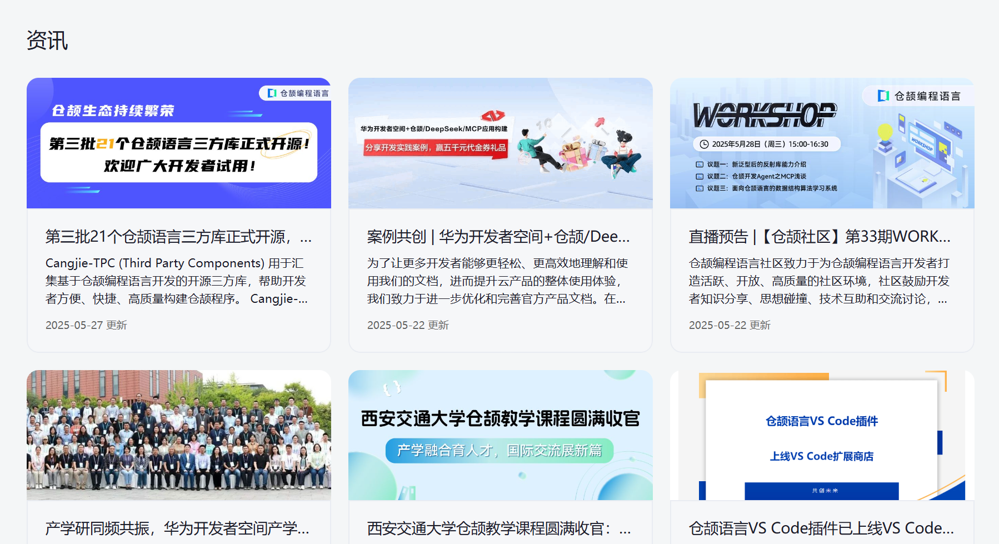 资讯
仓颉编程语言
仓颉生态持续繁荣
第三批21个仓颉语言三方库正式开源！
欢迎广大开发者试用！
第三批21个仓颉语言三方库正式开源，...
Cangjie-TPC (Third Party Components) 用于汇
集基于仓颉编程语言开发的开源三方库，帮助开发
者方便、快捷、高质量构建仓颉程序。 Cangjie-...
2025-05-27 更新
华为开发者空间+仓颉/DeepSeek/MCP应用构建
分享开发实践案例，赢五千元代金券礼品
案例共创 | 华为开发者空间+仓颉/Dee...
为了让更多开发者能够更轻松、更高效地理解和使
用我们的文档，进而提升云产品的整体使用体验，
我们致力于进一步优化和完善官方产品文档。在...
2025-05-22 更新
仓颉编程语言
WORKSHOP
2025年5月28日（周三）15:00-16:30
议题一：新泛型后的反射库能力介绍
议题二：仓颉开发Agent之MCP浅谈
议题三：面向仓颉语言的数据结构算法学习系统
WORKSHOP
直播预告 |【仓颉社区】第33期WORK...
仓颉编程语言社区致力于为仓颉编程语言开发者打
造活跃、开放、高质量的社区环境，社区鼓励开发
者知识分享、思想碰撞、技术互助和交流讨论，...
2025-05-22 更新
产学研同频共振，华为开发者空间产学...
{ }
西安交通大学仓颉教学课程圆满收官
产学融合育人才，国际交流展新篇
西安交通大学仓颉教学课程圆满收官：...
仓颉语言VS Code插件
上线VS Code扩展商店
共创未来
仓颉语言VS Code插件已上线VS Code...